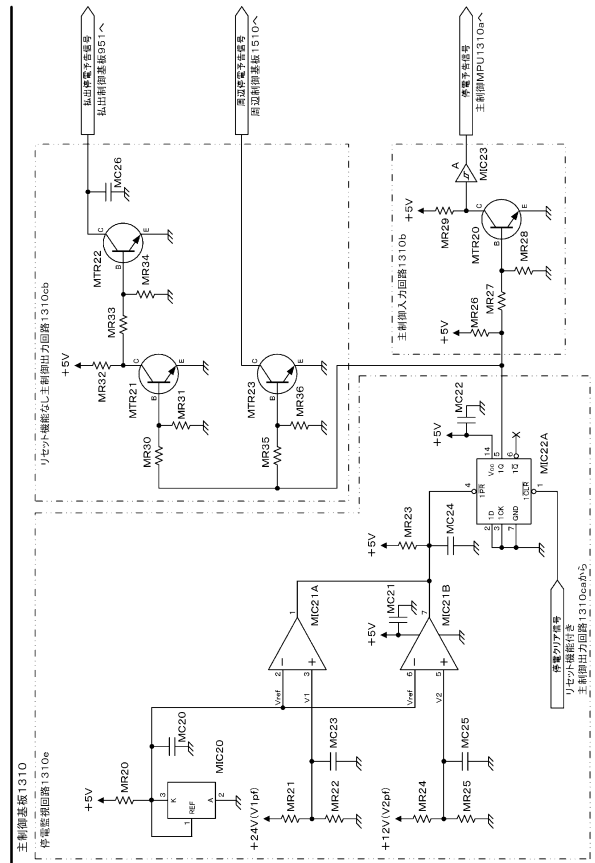 主制御基板1310
停電監視回路1310e
+5V
MR20
3
K
REF
1
A
2
MIC20
MC20
+24V(V1pf)
MR21
MR22
MC23
+12V(V2pf)
MR24
MR25
MC25
Vref
2
V1
3
1
MIC21A
Vref
6
V2
5
7
MIC21B
+5V
MC21
+5V
MR23
MC24
4
1PR
2
1D
3
1CK
7
GND
Vcc
14
1Q
5
1Q
6
1CLR
1
MIC22A
+5V
MC22
停電クリア信号
リセット機能付き
主制御出力回路1310caから
リセット機能なし主制御出力回路1310cb
+5V
MR32
MR30
MR31
MTR21
B
C
E
MR33
MR34
MTR22
B
C
E
MC26
MR35
MR36
MTR23
B
C
E
主制御入力回路1310b
+5V
MR26
MR27
MR28
+5V
MR29
MTR20
B
C
E
A
MIC23
払出停電予告信号
払出制御基板951へ
周辺停電予告信号
周辺制御基板1510へ
停電予告信号
主制御MPU1310aへ